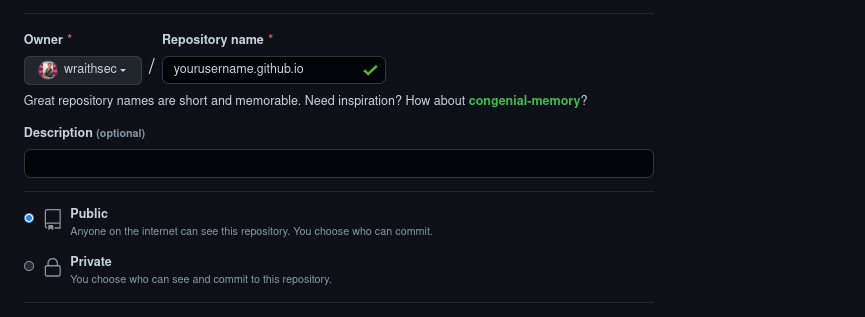 Owner * Repository name *
wraithsec / yourusername.github.io
Great repository names are short and memorable. Need inspiration? How about congenial-memory?
Description (optional)
Public
Anyone on the internet can see this repository. You choose who can commit.
Private
You choose who can see and commit to this repository.